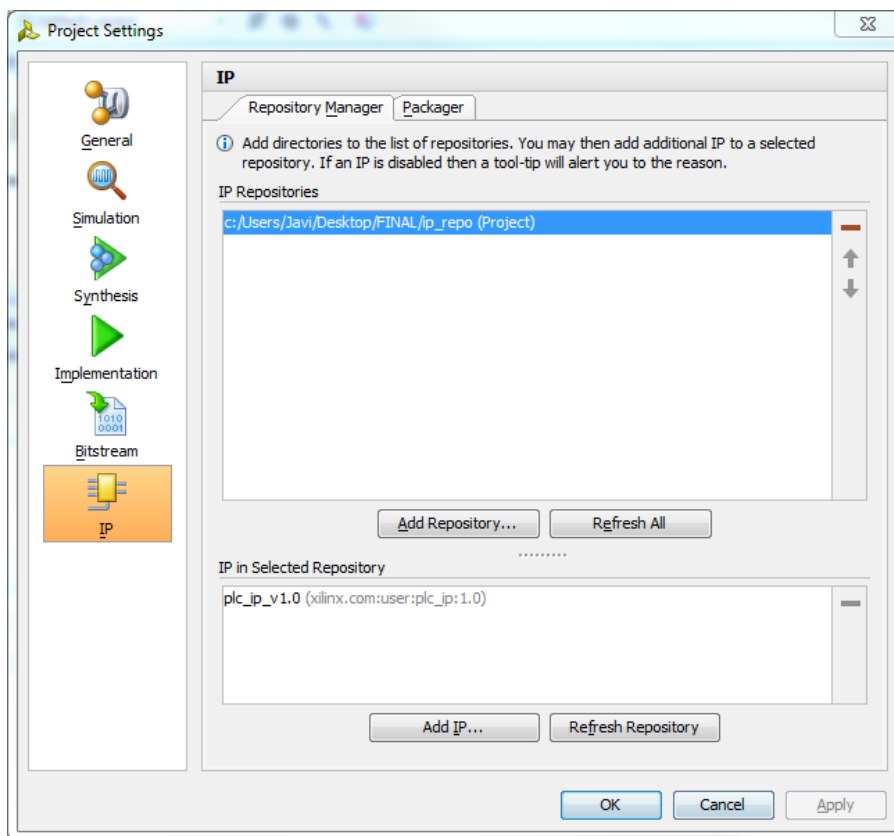 Project Settings
General
Simulation
Synthesis
Implementation
1010
0001
Bitstream
IP
IP
Repository Manager
Packager
Add directories to the list of repositories. You may then add additional IP to a selected
repository. If an IP is disabled then a tool-tip will alert you to the reason.
IP Repositories
c:/Users/Javi/Desktop/FINAL/ip_repo (Project)
Add Repository...
Refresh All
IP in Selected Repository
plc_ip_v1.0 (xilinx.com:user:plc_ip:1.0)
Add IP...
Refresh Repository
OK
Cancel
Apply